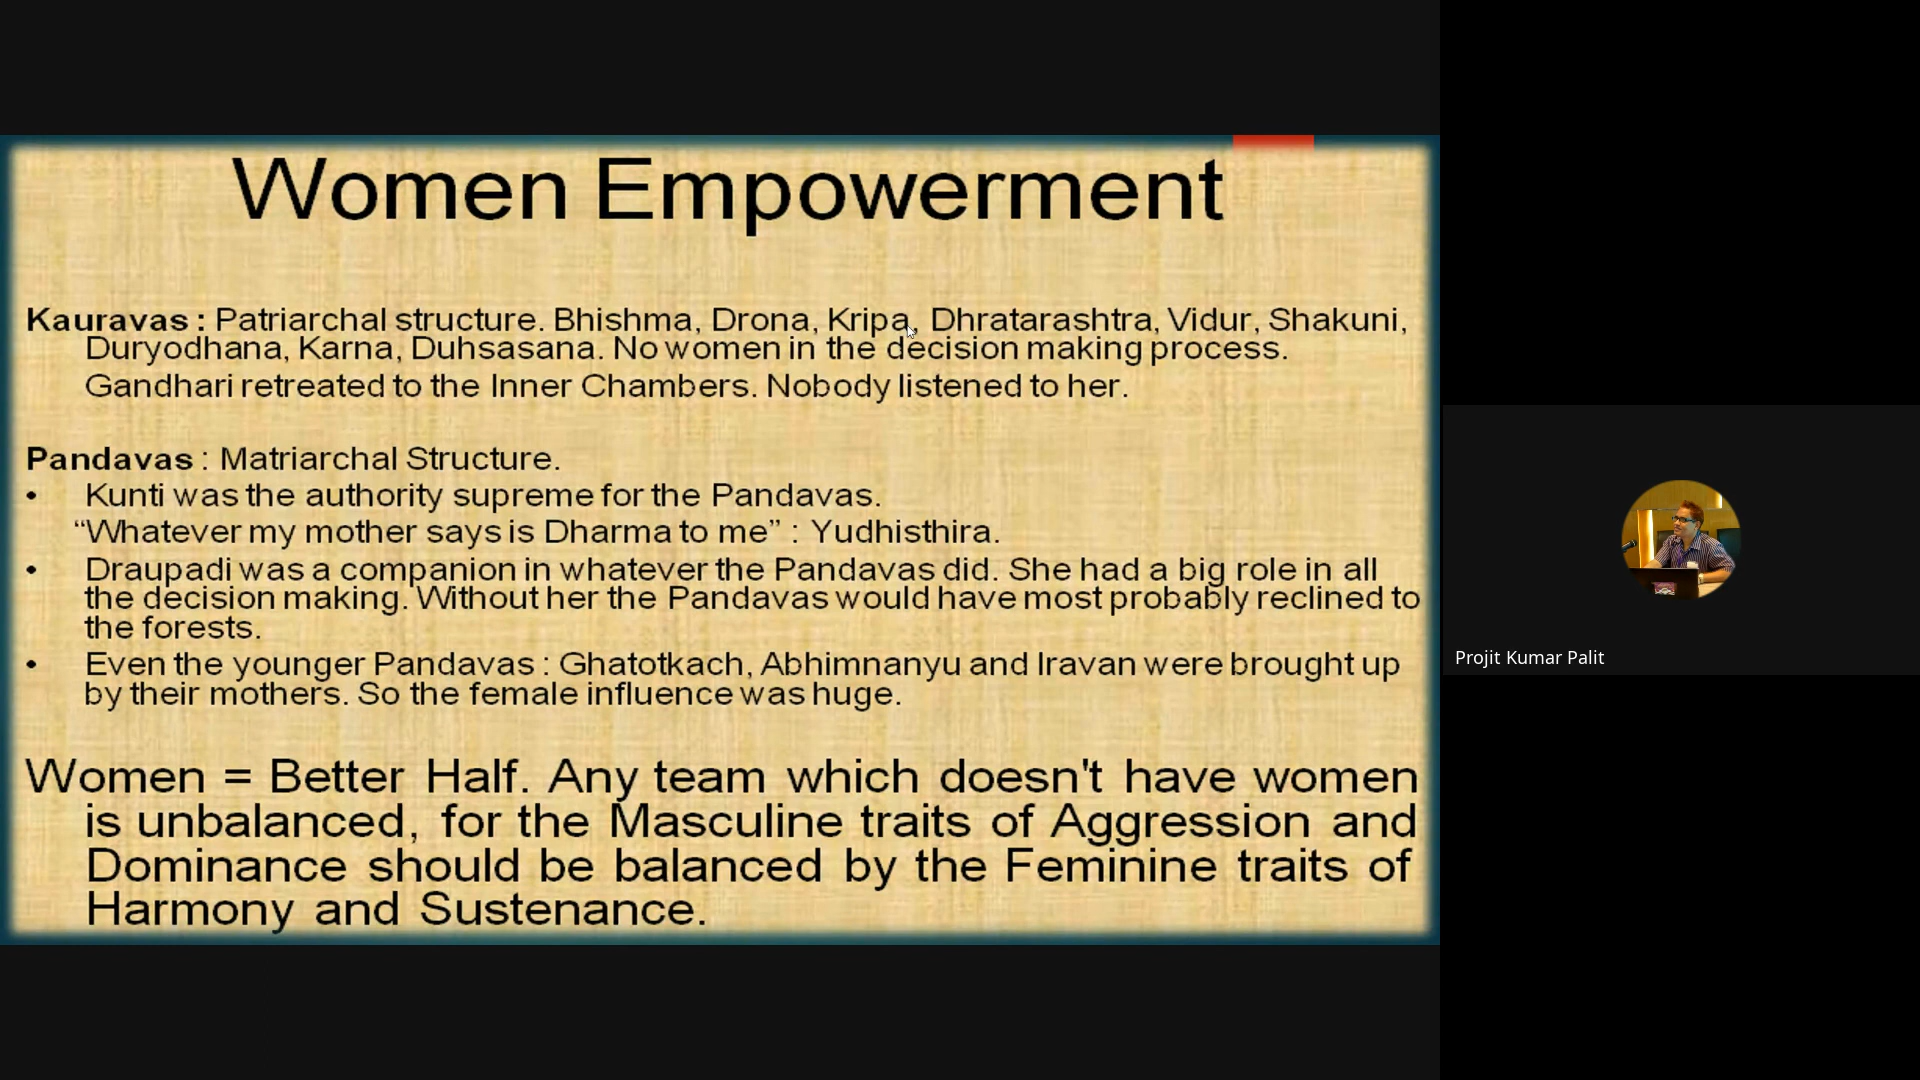 Women Empowerment
Kauravas : Patriarchal structure. Bhishma, Drona, Kripa, Dhratarashtra, Vidur, Shakuni,
Duryodhana, Karna, Duhsasana. No women in the decision making process.
Gandhari retreated to the Inner Chambers. Nobody listened to her.
Pandavas : Matriarchal Structure.
• Kunti was the authority supreme for the Pandavas.
“Whatever my mother says is Dharma to me” : Yudhisthira.
• Draupadi was a companion in whatever the Pandavas did. She had a big role in all
the decision making. Without her the Pandavas would have most probably reclined to
the forests.
• Even the younger Pandavas : Ghatotkach, Abhimnanyu and Iravan were brought up
by their mothers. So the female influence was huge.
Women = Better Half. Any team which doesn't have women
is unbalanced, for the Masculine traits of Aggression and
Dominance should be balanced by the Feminine traits of
Harmony and Sustenance.
Projit Kumar Palit